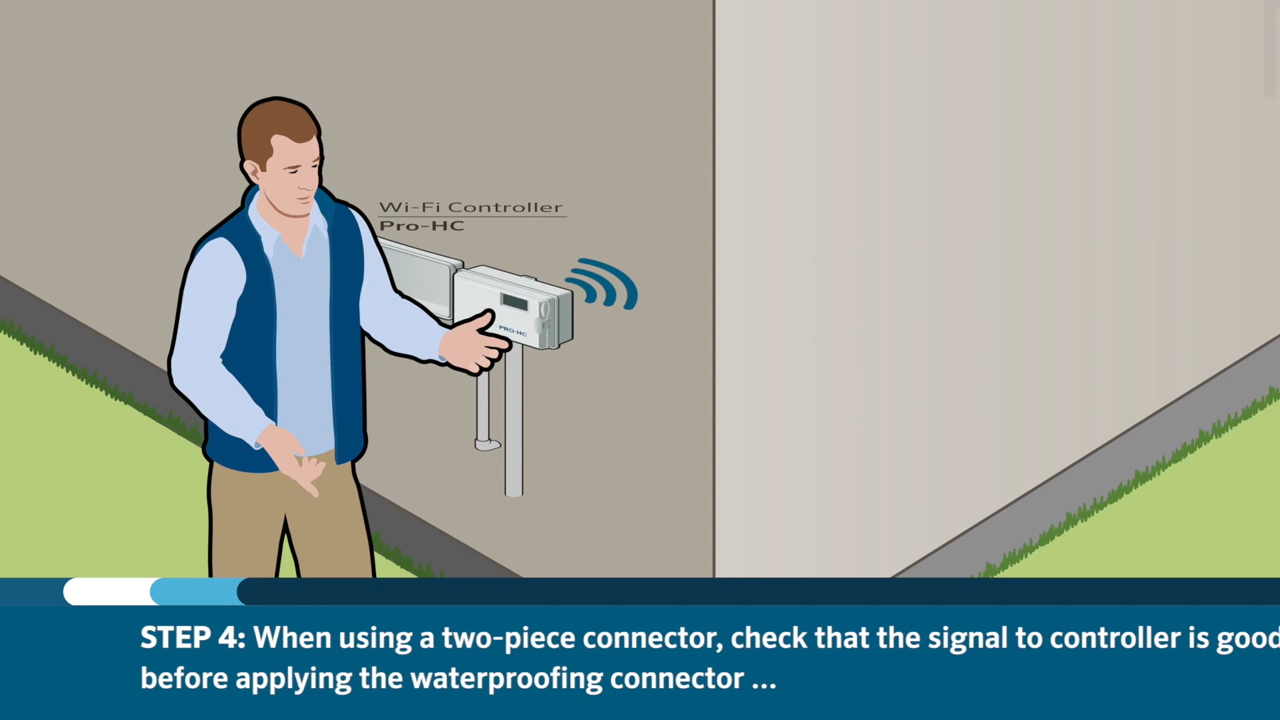 Wi-Fi Controller
Pro-HC
PRO-HC
STEP 4: When using a two-piece connector, check that the signal to controller is good
before applying the waterproofing connector ...